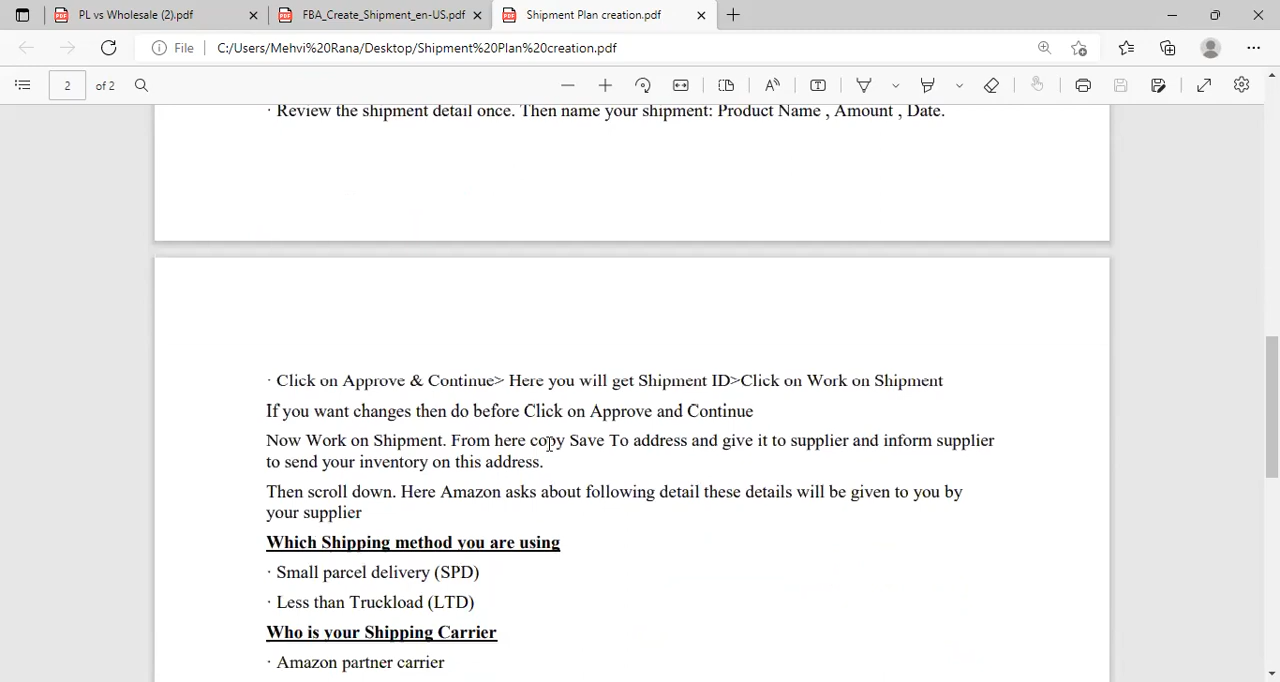 PL vs Wholesale (2).pdf
FBA_Create_Shipment_en-US.pdf
Shipment Plan creation.pdf
File
C:/Users/Mehvi%20Rana/Desktop/Shipment%20Plan%20creation.pdf
2 of 2
· Review the shipment detail once. Then name your shipment: Product Name , Amount , Date.
· Click on Approve & Continue> Here you will get Shipment ID>Click on Work on Shipment
If you want changes then do before Click on Approve and Continue
Now Work on Shipment. From here copy Save To address and give it to supplier and inform supplier
to send your inventory on this address.
Then scroll down. Here Amazon asks about following detail these details will be given to you by
your supplier
Which Shipping method you are using
· Small parcel delivery (SPD)
· Less than Truckload (LTD)
Who is your Shipping Carrier
· Amazon partner carrier